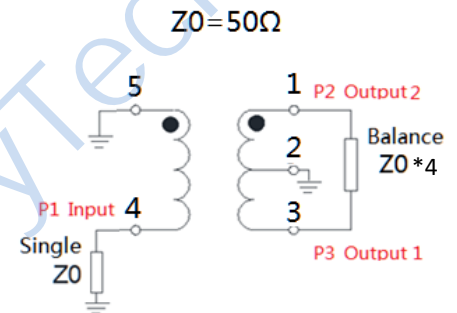 Z0=50Ω
5
1 P2 Output2
2
Balance
Z0*4
P1 Input 4
3
Single
Z0
P3 Output 1